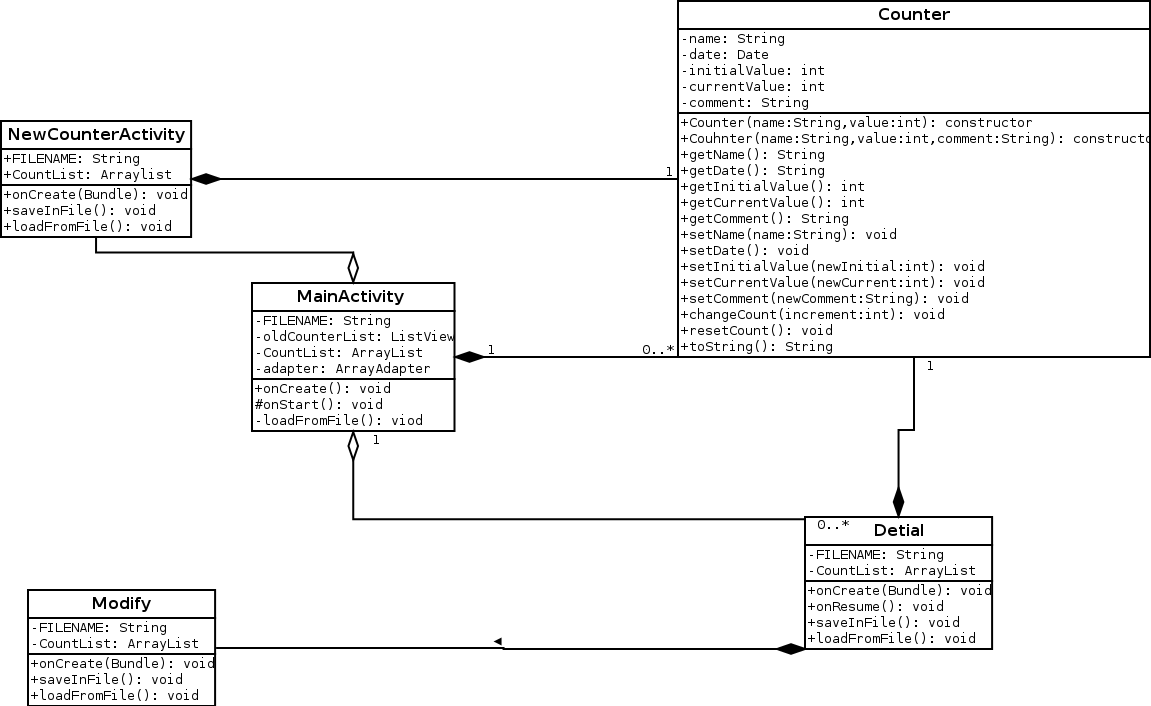 Counter
-name: String
-date: Date
-initialValue: int
-currentValue: int
-comment: String
+Counter(name:String,value:int): constructor
+Couhnter(name:String,value:int,comment:String): constructo
+getName(): String
+getDate(): String
+getInitialValue(): int
+getCurrentValue(): int
+getComment(): String
+setName(name:String): void
+setDate(): void
+setInitialValue(newInitial:int): void
+setCurrentValue(newCurrent:int): void
+setComment(newComment:String): void
+changeCount(increment:int): void
+resetCount(): void
+toString(): String
NewCounterActivity
+FILENAME: String
+CountList: Arraylist
+onCreate(Bundle): void
+saveInFile(): void
+loadFromFile(): void
1
MainActivity
-FILENAME: String
-oldCounterList: ListView
-CountList: ArrayList
-adapter: ArrayAdapter
+onCreate(): void
#onStart(): void
-loadFromFile(): viod
1
0..*
1
1
0..*
Detial
-FILENAME: String
-CountList: ArrayList
+onCreate(Bundle): void
+onResume(): void
+saveInFile(): void
+loadFromFile(): void
Modify
-FILENAME: String
-CountList: ArrayList
+onCreate(Bundle): void
+saveInFile(): void
+loadFromFile(): void